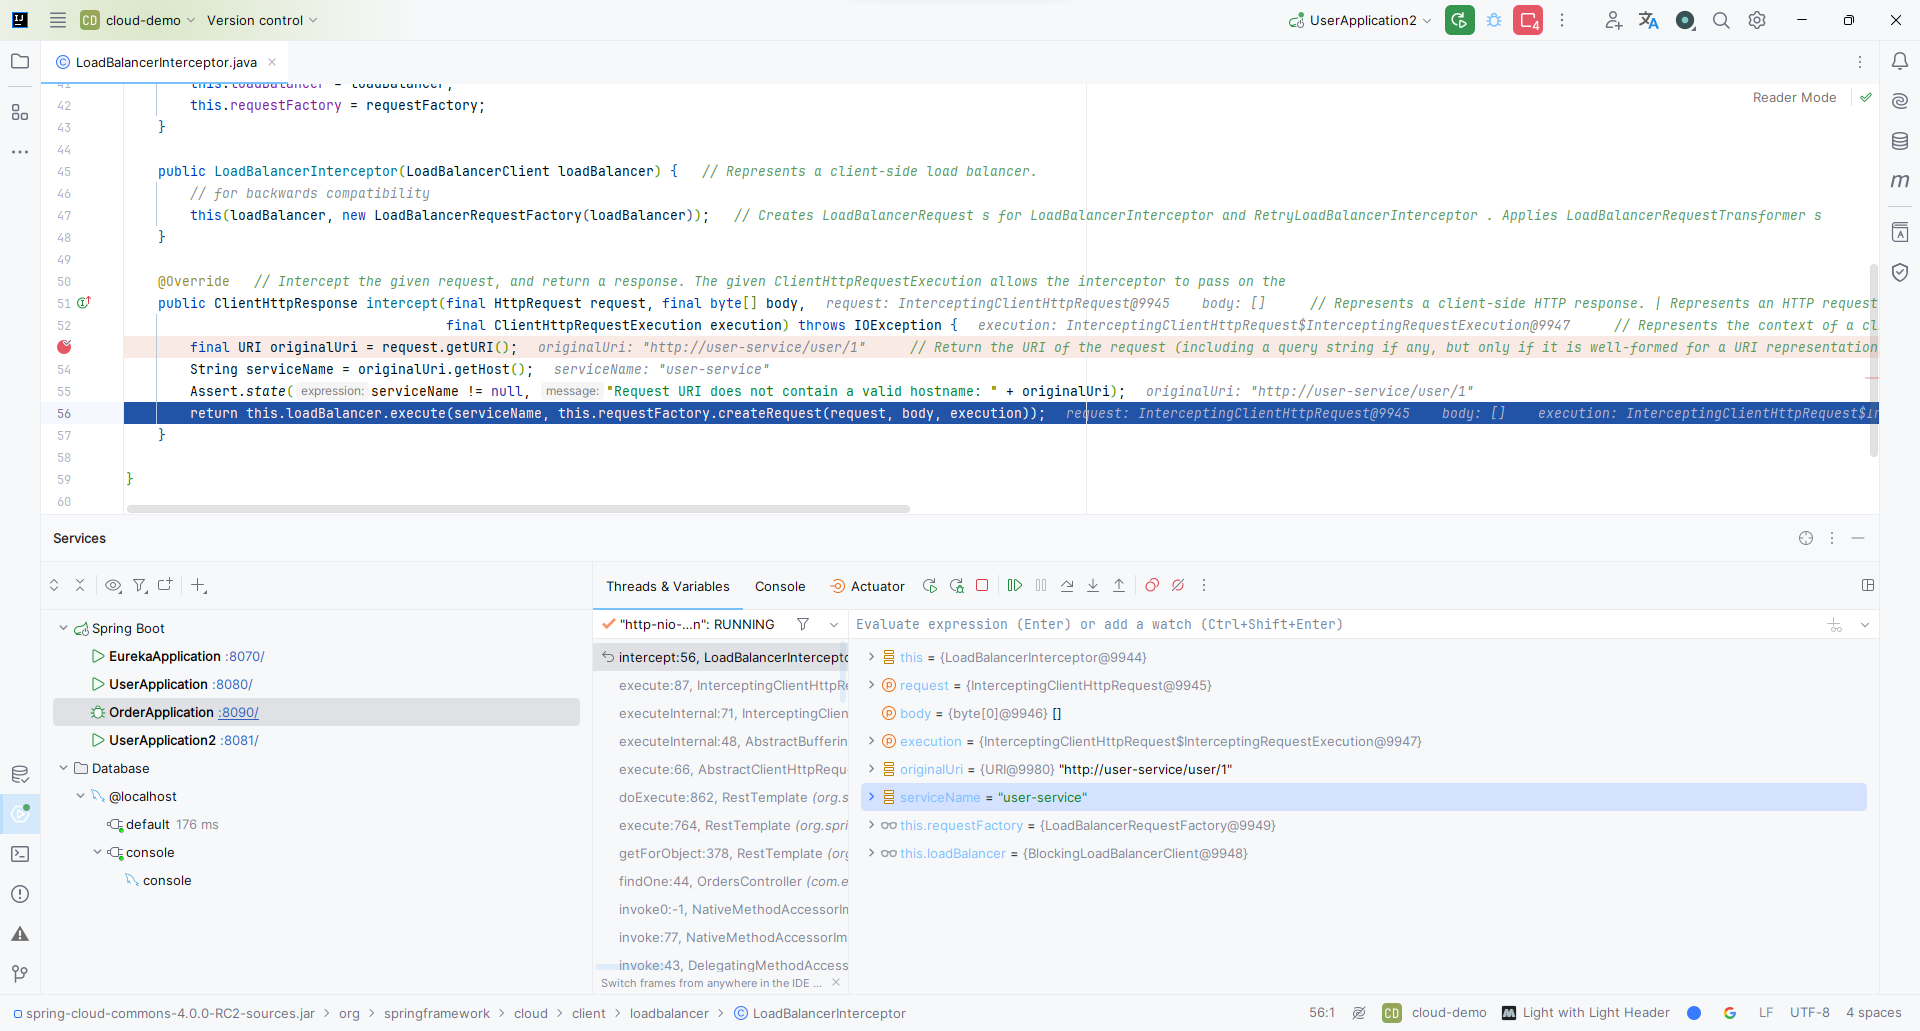 CD cloud-demo Version control UserApplication2 4
LoadBalancerInterceptor.java
Reader Mode
41 this.loadBalancer = loadBalancer;
42 this.requestFactory = requestFactory;
43 }
44
45 public LoadBalancerInterceptor(LoadBalancerClient loadBalancer) { // Represents a client-side load balancer.
46 // for backwards compatibility
47 this(loadBalancer, new LoadBalancerRequestFactory(loadBalancer)); // Creates LoadBalancerRequest s for LoadBalancerInterceptor and RetryLoadBalancerInterceptor . Applies LoadBalancerRequestTransformer s
48 }
49
50 @Override // Intercept the given request, and return a response. The given ClientHttpRequestExecution allows the interceptor to pass on the
51 public ClientHttpResponse intercept(final HttpRequest request, final byte[] body, request: InterceptingClientHttpRequest@9945 body: [] // Represents a client-side HTTP response. | Represents an HTTP request
52 final ClientHttpRequestExecution execution) throws IOException { execution: InterceptingClientHttpRequest$InterceptingRequestExecution@9947 // Represents the context of a cl
final URI originalUri = request.getURI(); originalUri: "http://user-service/user/1" // Return the URI of the request (including a query string if any, but only if it is well-formed for a URI representation
54 String serviceName = originalUri.getHost(); serviceName: "user-service"
55 Assert.state( expression: serviceName != null, message: "Request URI does not contain a valid hostname: " + originalUri); originalUri: "http://user-service/user/1"
56 return this.loadBalancer.execute(serviceName, this.requestFactory.createRequest(request, body, execution)); request: InterceptingClientHttpRequest@9945 body: [] execution: InterceptingClientHttpRequest$In
57 }
58
59 }
60
Services
Threads & Variables Console Actuator
Spring Boot
EurekaApplication :8070/
UserApplication :8080/
OrderApplication :8090/
UserApplication2 :8081/
Database
@localhost
default 176 ms
console
console
"http-nio-...n": RUNNING
intercept:56, LoadBalancerIntercepto
execute:87, InterceptingClientHttpRe
executeInternal:71, InterceptingClien
executeInternal:48, AbstractBufferin
execute:66, AbstractClientHttpRequ
doExecute:862, RestTemplate (org.s
execute:764, RestTemplate (org.spri
getForObject:378, RestTemplate (org
findOne:44, OrdersController (com.e
invoke0:-1, NativeMethodAccessorIm
invoke:77, NativeMethodAccessorIm
invoke:43, DelegatingMethodAccess
Switch frames from anywhere in the IDE ...
Evaluate expression (Enter) or add a watch (Ctrl+Shift+Enter)
this = {LoadBalancerInterceptor@9944}
request = {InterceptingClientHttpRequest@9945}
body = {byte[0]@9946} []
execution = {InterceptingClientHttpRequest$InterceptingRequestExecution@9947}
originalUri = {URI@9980} "http://user-service/user/1"
serviceName = "user-service"
this.requestFactory = {LoadBalancerRequestFactory@9949}
this.loadBalancer = {BlockingLoadBalancerClient@9948}
spring-cloud-commons-4.0.0-RC2-sources.jar org springframework cloud client loadbalancer LoadBalancerInterceptor 56:1 CD cloud-demo Light with Light Header LF UTF-8 4 spaces